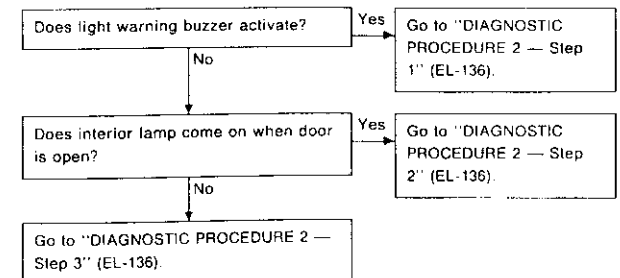 Does light warning buzzer activate?
Yes
Go to "DIAGNOSTIC
PROCEDURE 2 — Step
1" (EL-136).
No
Does interior lamp come on when door
is open?
Yes
Go to "DIAGNOSTIC
PROCEDURE 2 — Step
2" (EL-136).
No
Go to "DIAGNOSTIC PROCEDURE 2 —
Step 3" (EL-136).